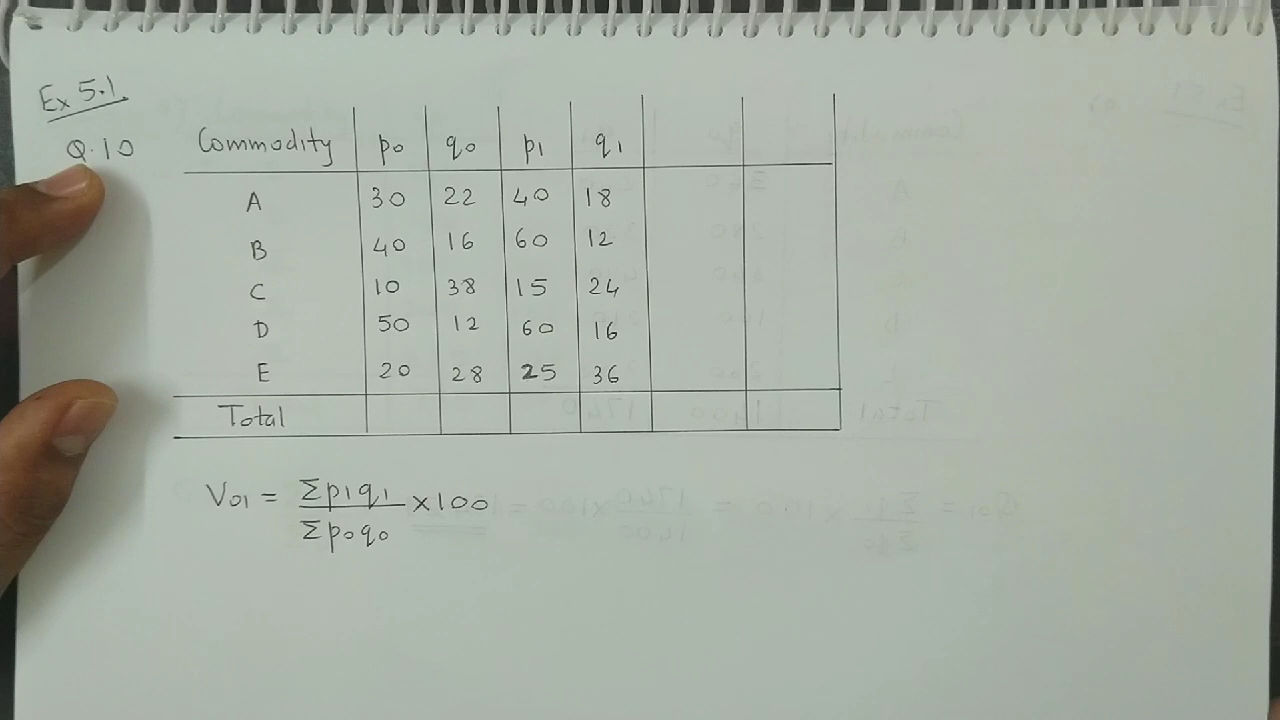 Ex 5.1
Q.10
Commodity p0 q0 p1 q1
A 30 22 40 18
B 40 16 60 12
C 10 38 15 24
D 50 12 60 16
E 20 28 25 36
Total
V01 = Σp1q1 / Σp0q0 ×100